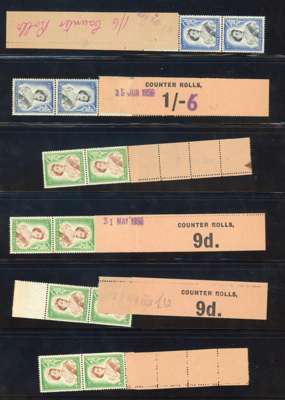 1/6 Counter Rolls
25 JUN 1956
COUNTER ROLLS,
1/-6
31 MAY 1956
COUNTER ROLLS,
9d.
COUNTER ROLLS,
9d.